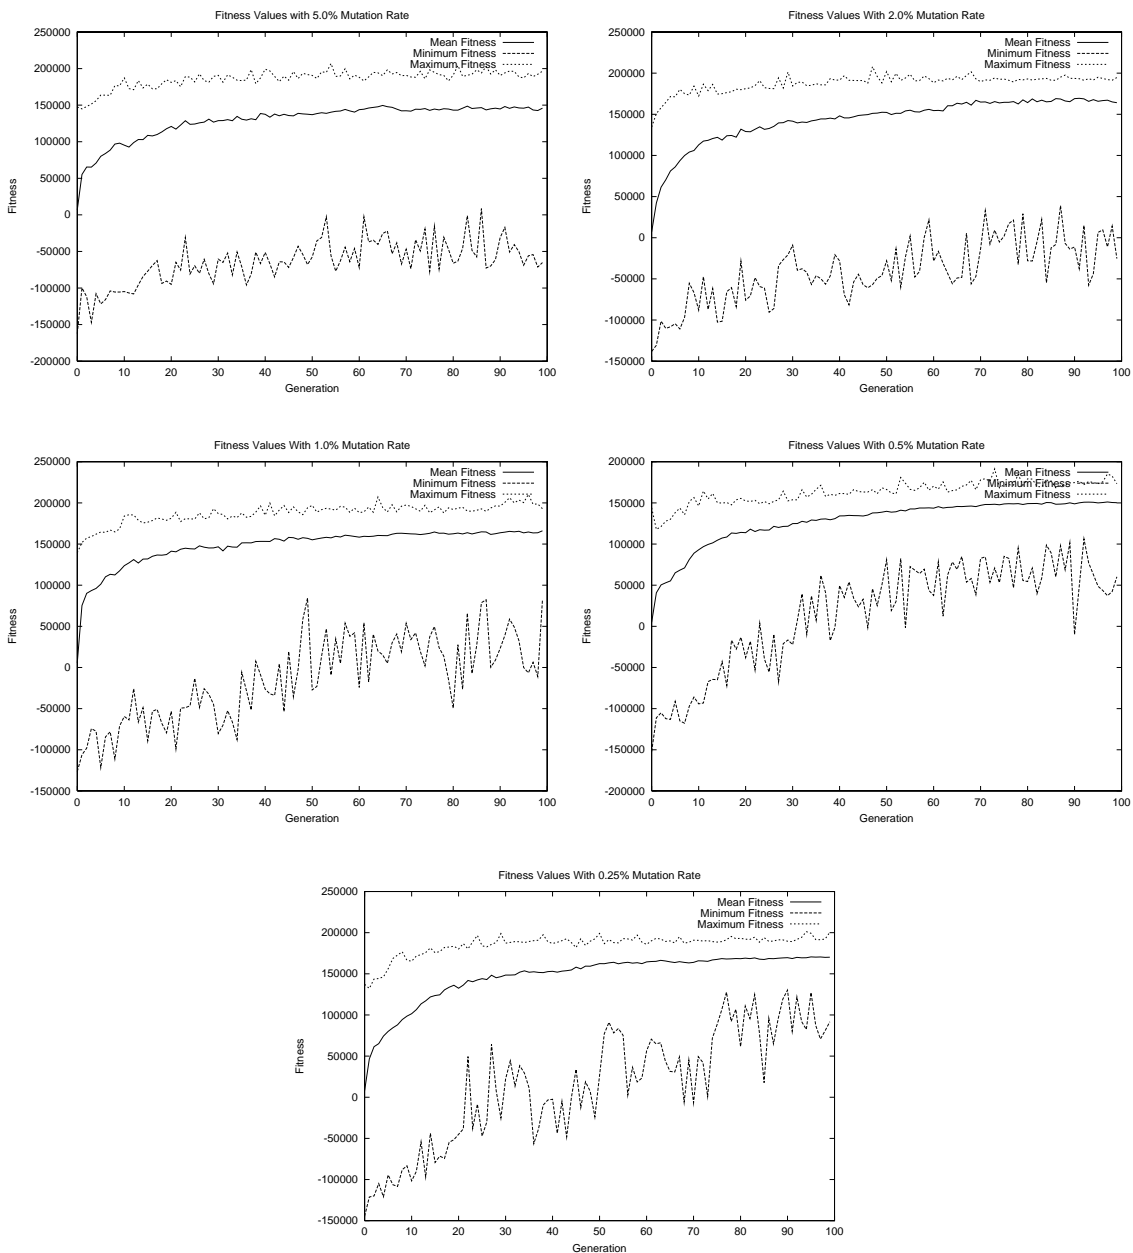 Fitness Values with 5.0% Mutation Rate
250000
200000
150000
100000
50000
0
-50000
-100000
-150000
-200000
Fitness
Mean Fitness
Minimum Fitness
Maximum Fitness
0 10 20 30 40 50 60 70 80 90 100
Generation
Fitness Values With 2.0% Mutation Rate
250000
200000
150000
100000
50000
0
-50000
-100000
-150000
Fitness
Mean Fitness
Minimum Fitness
Maximum Fitness
0 10 20 30 40 50 60 70 80 90 100
Generation
Fitness Values With 1.0% Mutation Rate
250000
200000
150000
100000
50000
0
-50000
-100000
-150000
Fitness
Mean Fitness
Minimum Fitness
Maximum Fitness
0 10 20 30 40 50 60 70 80 90 100
Generation
Fitness Values With 0.5% Mutation Rate
200000
150000
100000
50000
0
-50000
-100000
-150000
-200000
Fitness
Mean Fitness
Minimum Fitness
Maximum Fitness
0 10 20 30 40 50 60 70 80 90 100
Generation
Fitness Values With 0.25% Mutation Rate
250000
200000
150000
100000
50000
0
-50000
-100000
-150000
Fitness
Mean Fitness
Minimum Fitness
Maximum Fitness
0 10 20 30 40 50 60 70 80 90 100
Generation